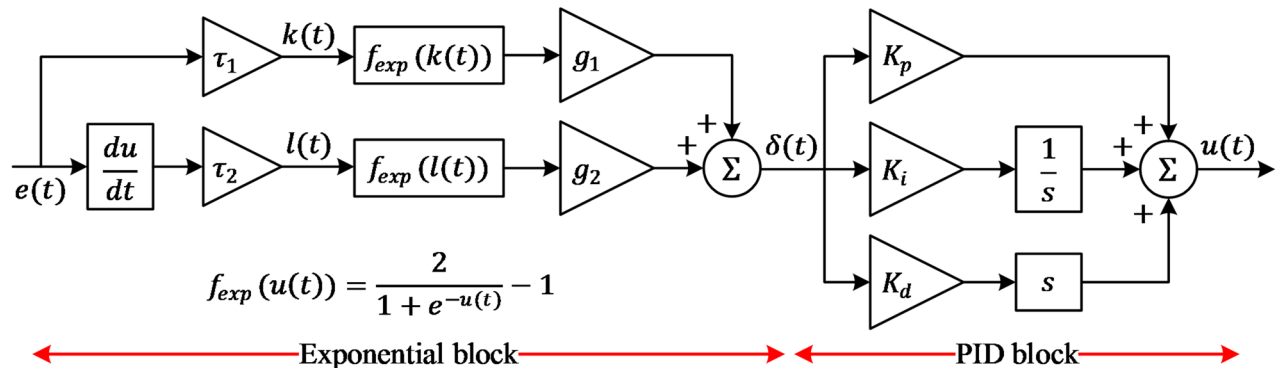 τ₁ k(t) f_exp(k(t)) g₁ + K_p +
e(t) du/dt τ₂ l(t) f_exp(l(t)) g₂ + Σ δ(t) K_i 1/s + Σ u(t)
K_d s +
f_exp(u(t)) = 2/(1 + e^{-u(t)}) − 1
Exponential block PID block